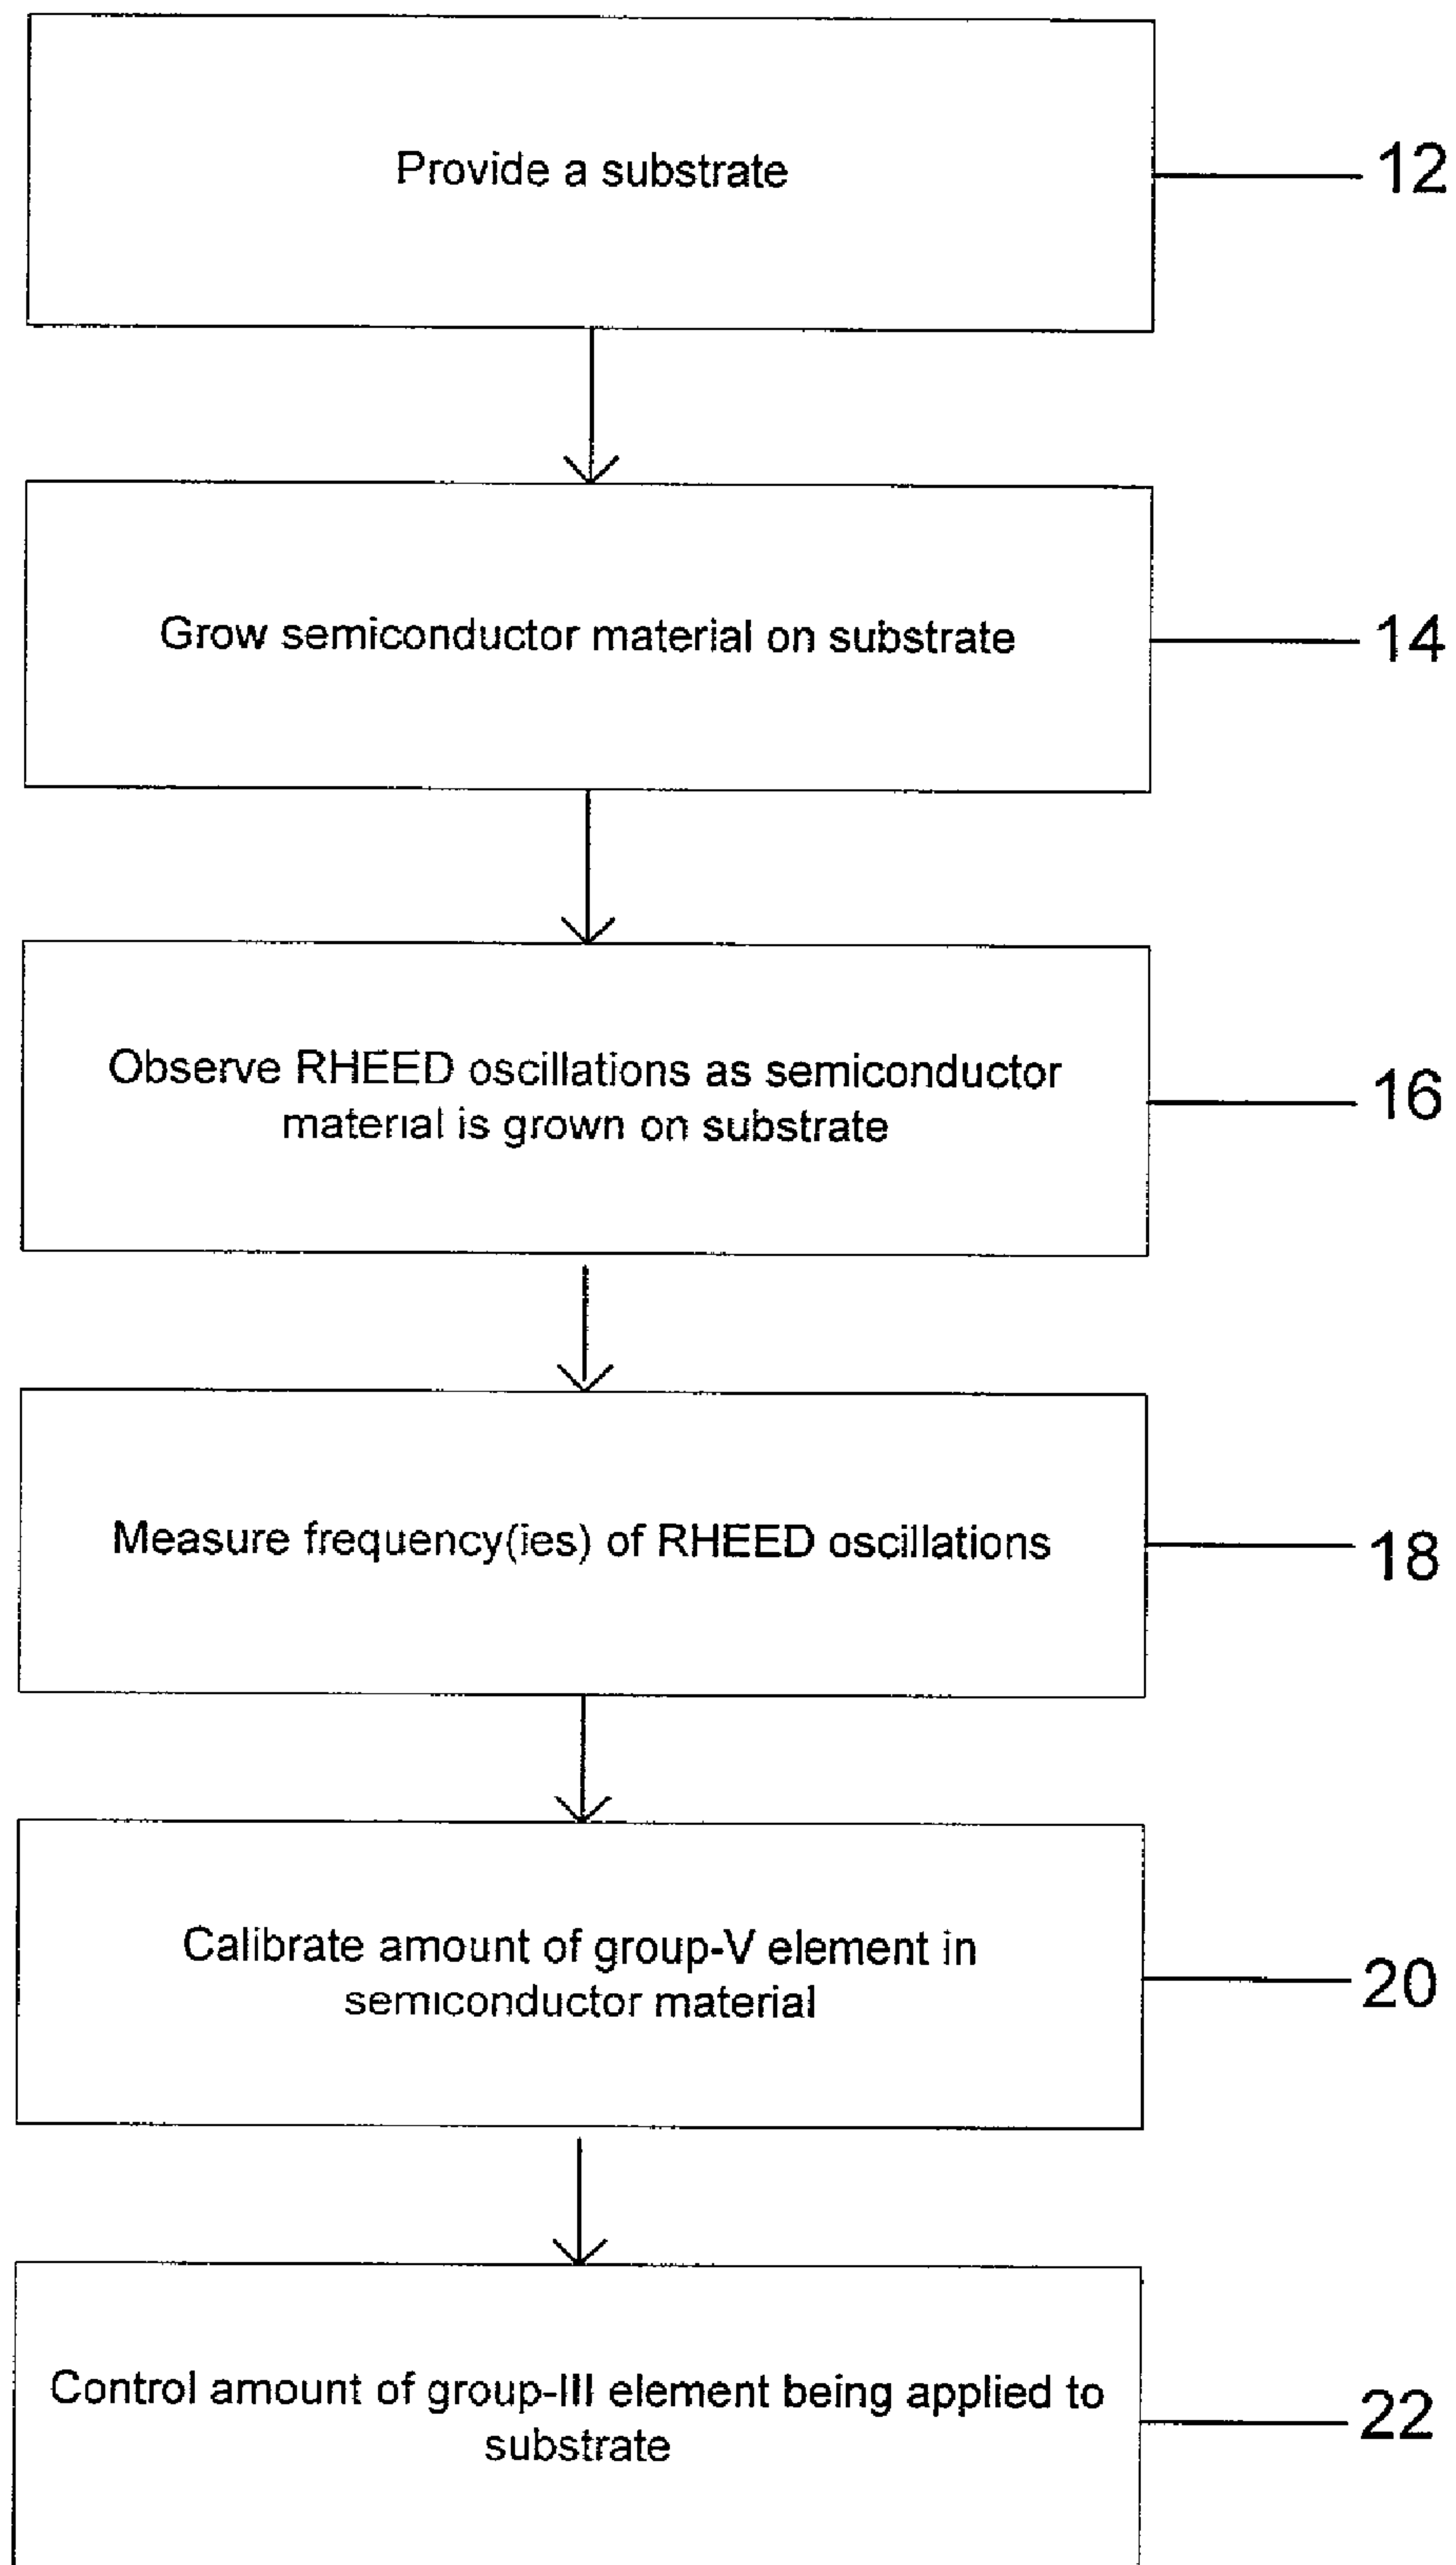 Provide a substrate
12
Grow semiconductor material on substrate
14
Observe RHEED oscillations as semiconductor
material is grown on substrate
16
Measure frequency(ies) of RHEED oscillations
18
Calibrate amount of group-V element in
semiconductor material
20
Control amount of group-III element being applied to
substrate
22